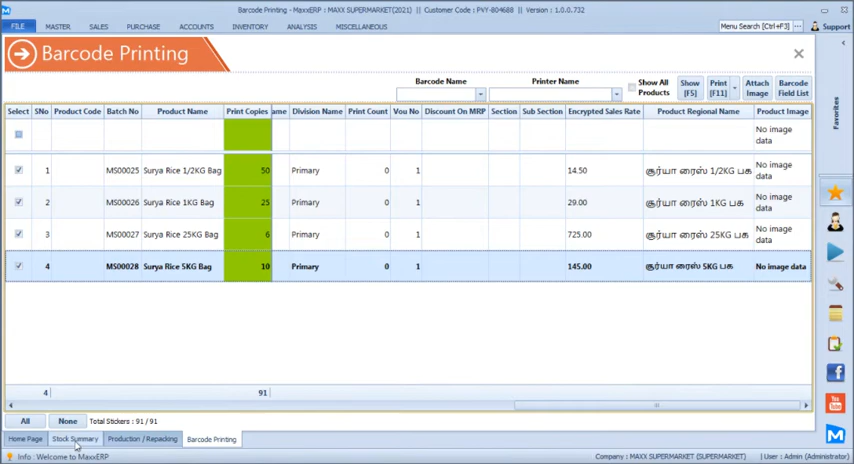 Barcode Printing - MaxxERP : MAXX SUPERMARKET(2021) || Customer Code : PVY-804688 || Version : 1.0.0.732
FILE MASTER SALES PURCHASE ACCOUNTS INVENTORY ANALYSIS MISCELLANEOUS Menu Search [Ctrl+F3] ... Support
Barcode Printing
Barcode Name Printer Name Show All Products Show [F5] Print [F11] Attach Image Barcode Field List
Favorites
Select SNo Product Code Batch No Product Name Print Copies ame Division Name Print Count Vou No Discount On MRP Section Sub Section Encrypted Sales Rate Product Regional Name Product Image
No image data
1 MS00025 Surya Rice 1/2KG Bag 50 Primary 0 1 14.50 சூர்யா ரைஸ் 1/2KG பக No image data
2 MS00026 Surya Rice 1KG Bag 25 Primary 0 1 29.00 சூர்யா ரைஸ் 1KG பக No image data
3 MS00027 Surya Rice 25KG Bag 6 Primary 0 1 725.00 சூர்யா ரைஸ் 25KG பக No image data
4 MS00028 Surya Rice 5KG Bag 10 Primary 0 1 145.00 சூர்யா ரைஸ் 5KG பக No image data
4 91
All None Total Stickers : 91 / 91
Home Page Stock Summary Production / Repacking Barcode Printing
You Tube
Info Welcome to MaxxERP Company : MAXX SUPERMARKET (SUPERMARKET) | User : Admin (Administrator)